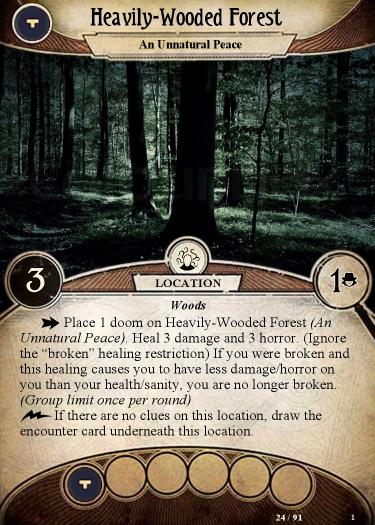 Heavily-Wooded Forest
An Unnatural Peace
3
LOCATION
1
Woods
Place 1 doom on Heavily-Wooded Forest (An
Unnatural Peace). Heal 3 damage and 3 horror. (Ignore
the “broken” healing restriction) If you were broken and
this healing causes you to have less damage/horror on
you than your health/sanity, you are no longer broken.
(Group limit once per round)
If there are no clues on this location, draw the
encounter card underneath this location.
24 / 91
1